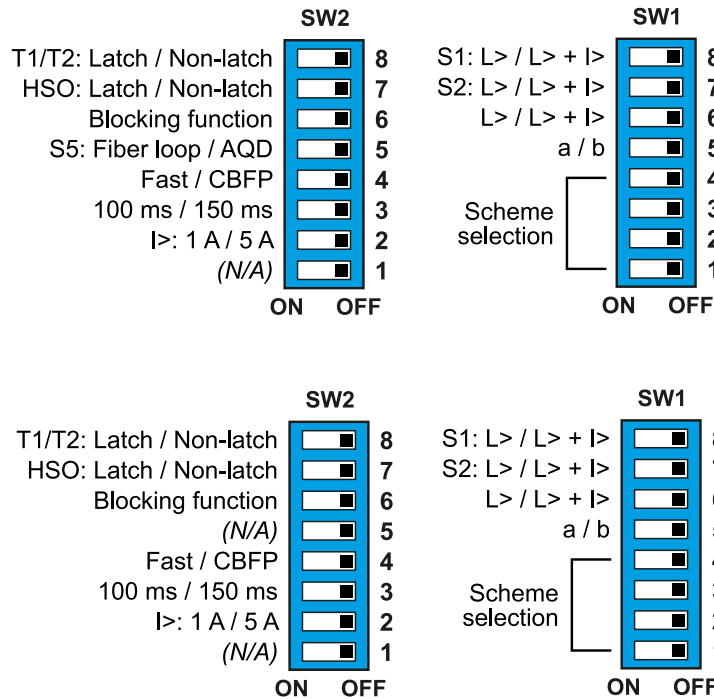 SW2
T1/T2: Latch / Non-latch 8
HSO: Latch / Non-latch 7
Blocking function 6
S5: Fiber loop / AQD 5
Fast / CBFP 4
100 ms / 150 ms 3
I>: 1 A / 5 A 2
(N/A) 1
ON OFF
SW1
S1: L> / L> + I> 8
S2: L> / L> + I> 7
L> / L> + I> 6
a / b 5
4
Scheme 3
selection 2
1
ON OFF
SW2
T1/T2: Latch / Non-latch 8
HSO: Latch / Non-latch 7
Blocking function 6
(N/A) 5
Fast / CBFP 4
100 ms / 150 ms 3
I>: 1 A / 5 A 2
(N/A) 1
ON OFF
SW1
S1: L> / L> + I>
S2: L> / L> + I>
L> / L> + I>
a / b
Scheme
selection
ON OFF